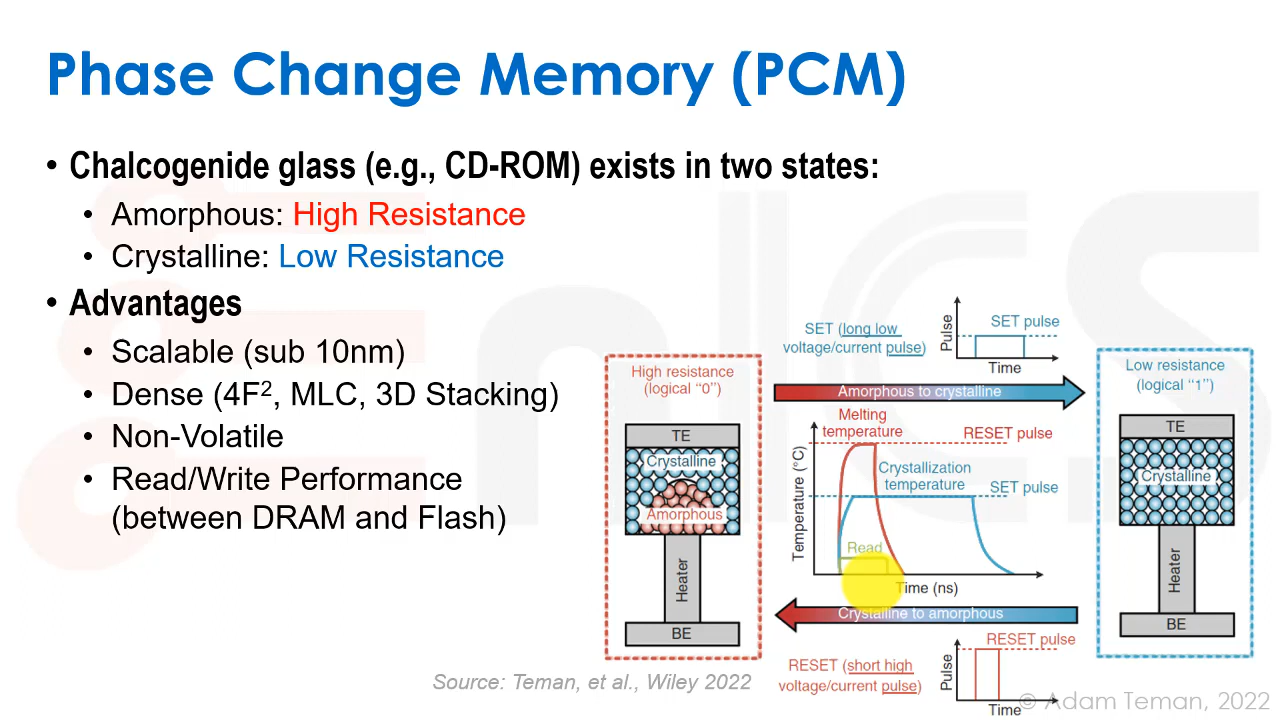 Phase Change Memory (PCM)
• Chalcogenide glass (e.g., CD-ROM) exists in two states:
• Amorphous: High Resistance
• Crystalline: Low Resistance
• Advantages
• Scalable (sub 10nm)
• Dense (4F², MLC, 3D Stacking)
• Non-Volatile
• Read/Write Performance
(between DRAM and Flash)
High resistance
(logical “0”)
TE
Crystalline
Amorphous
Heater
BE
SET (long low
voltage/current pulse)
Pulse
SET pulse
Time
Amorphous to crystalline
Melting
temperature
RESET pulse
Crystallization
temperature
SET pulse
Temperature (°C)
Read
Time (ns)
Crystalline to amorphous
RESET (short high
voltage/current pulse)
Pulse
RESET pulse
Time
Low resistance
(logical “1”)
TE
Crystalline
Heater
BE
Source: Teman, et al., Wiley 2022
© Adam Teman, 2022
EnICS